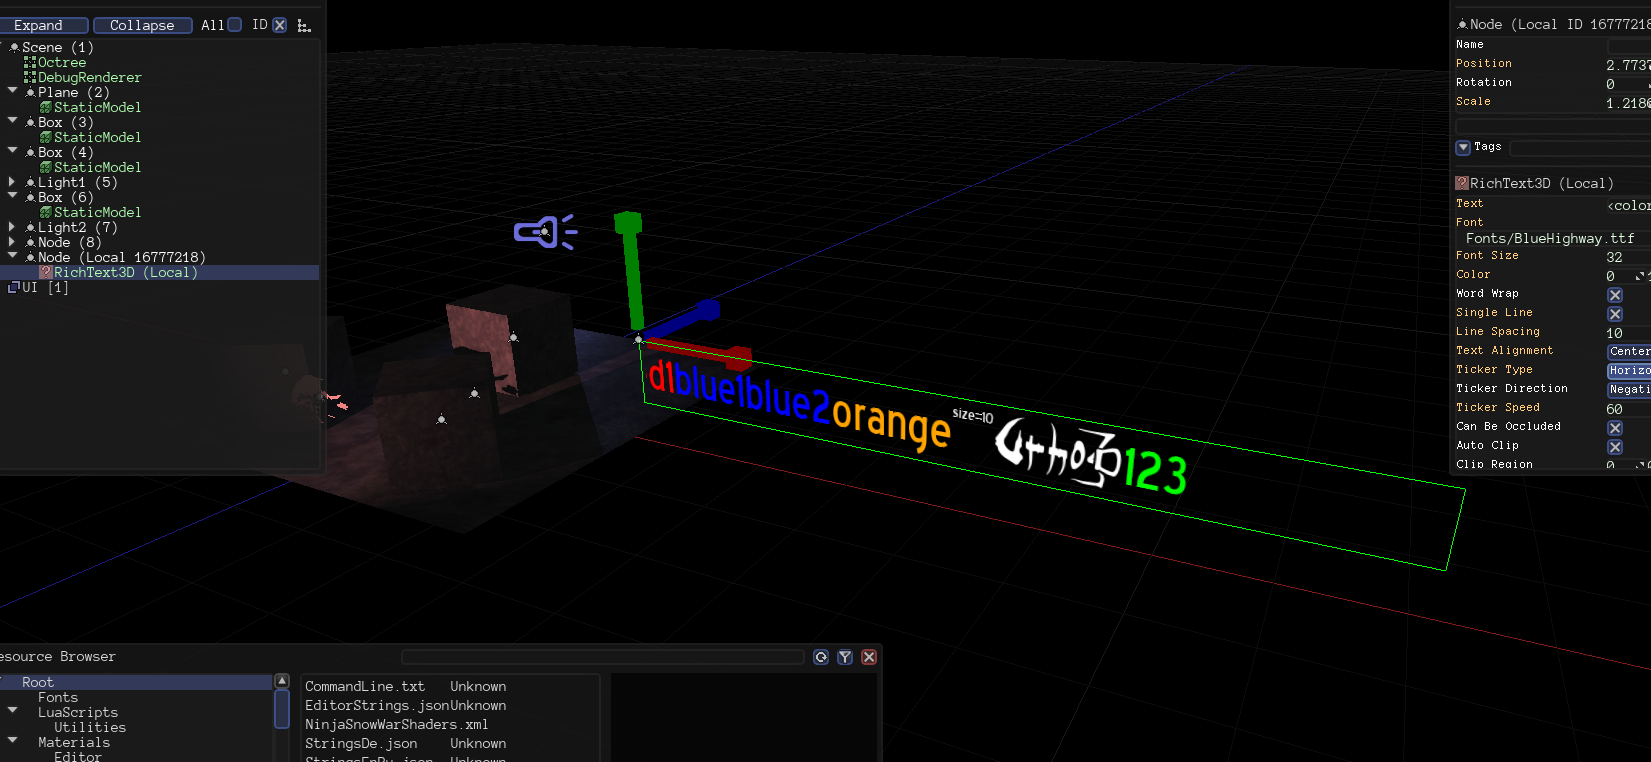 Expand Collapse All ID
Scene (1)
Octree
DebugRenderer
Plane (2)
StaticModel
Box (3)
StaticModel
Box (4)
StaticModel
Light1 (5)
Box (6)
StaticModel
Light2 (7)
Node (8)
Node (Local 16777218)
RichText3D (Local)
UI [1]
d1blue1blue2orange size=10 123
Node (Local ID 16777218
Name
Position 2.7737
Rotation 0
Scale 1.2186
Tags
RichText3D (Local)
Text <color
Font
Fonts/BlueHighway.ttf
Font Size 32
Color 0
Word Wrap
Single Line
Line Spacing 10
Text Alignment Center
Ticker Type Horizo
Ticker Direction Negati
Ticker Speed 60
Can Be Occluded
Auto Clip
Clip Region 0
esource Browser
Root
Fonts
LuaScripts
Utilities
Materials
Editor
CommandLine.txt Unknown
EditorStrings.json Unknown
NinjaSnowWarShaders.xml
StringsDe.json Unknown